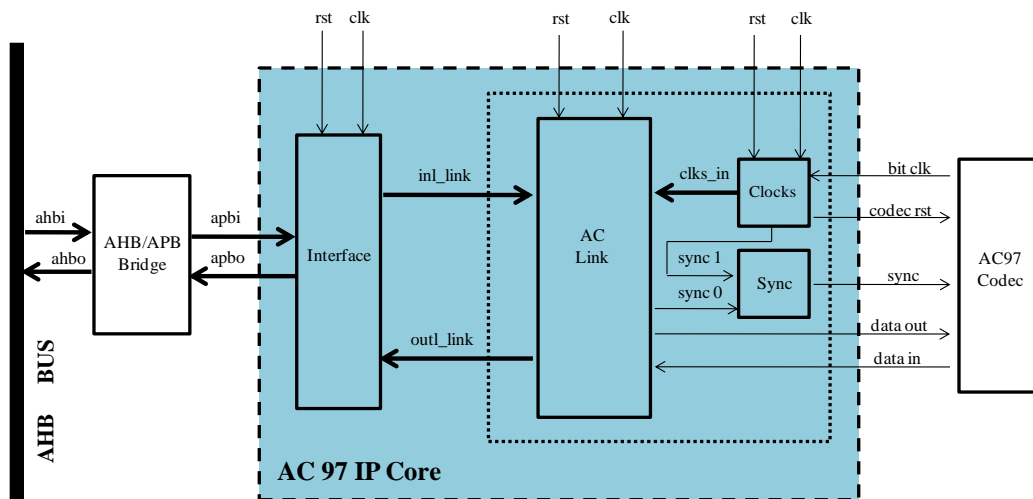 rst clk
rst clk
rst clk
ahbi
ahbo
AHB/APB
Bridge
apbi
apbo
Interface
inl_link
outl_link
AC
Link
clks_in
Clocks
sync 1
sync 0
Sync
bit clk
codec rst
sync
data out
data in
AC97
Codec
AHB BUS
AC 97 IP Core